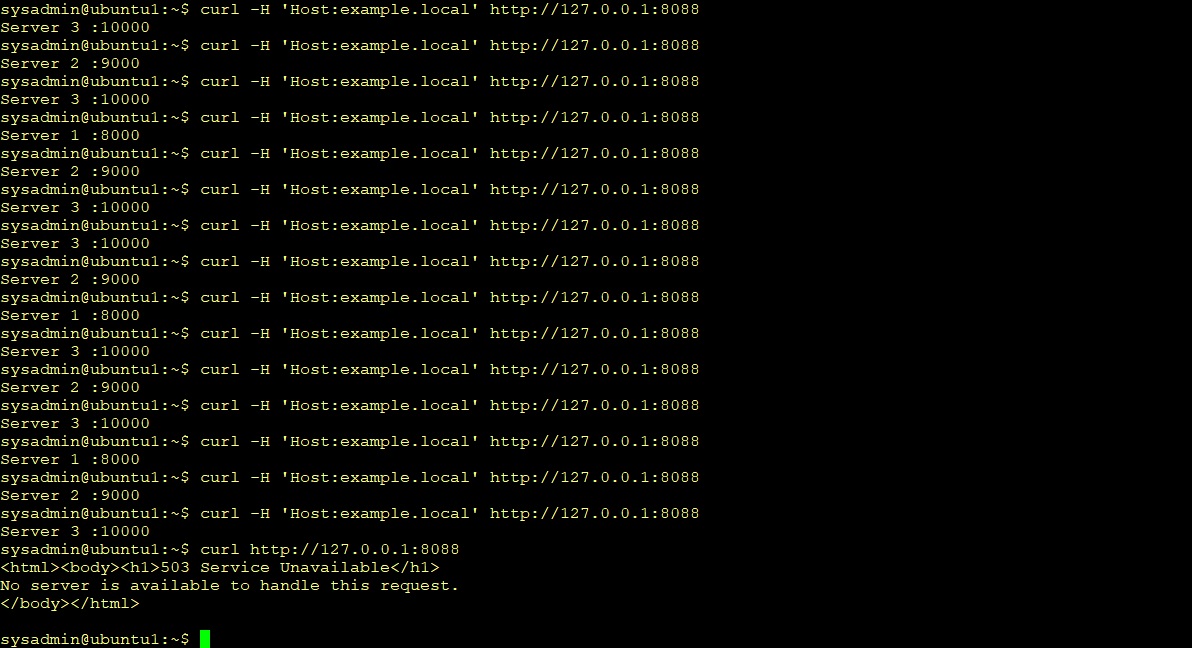 sysadmin@ubuntu1:~$ curl -H 'Host:example.local' http://127.0.0.1:8088
Server 3 :10000
sysadmin@ubuntu1:~$ curl -H 'Host:example.local' http://127.0.0.1:8088
Server 2 :9000
sysadmin@ubuntu1:~$ curl -H 'Host:example.local' http://127.0.0.1:8088
Server 3 :10000
sysadmin@ubuntu1:~$ curl -H 'Host:example.local' http://127.0.0.1:8088
Server 1 :8000
sysadmin@ubuntu1:~$ curl -H 'Host:example.local' http://127.0.0.1:8088
Server 2 :9000
sysadmin@ubuntu1:~$ curl -H 'Host:example.local' http://127.0.0.1:8088
Server 3 :10000
sysadmin@ubuntu1:~$ curl -H 'Host:example.local' http://127.0.0.1:8088
Server 3 :10000
sysadmin@ubuntu1:~$ curl -H 'Host:example.local' http://127.0.0.1:8088
Server 2 :9000
sysadmin@ubuntu1:~$ curl -H 'Host:example.local' http://127.0.0.1:8088
Server 1 :8000
sysadmin@ubuntu1:~$ curl -H 'Host:example.local' http://127.0.0.1:8088
Server 3 :10000
sysadmin@ubuntu1:~$ curl -H 'Host:example.local' http://127.0.0.1:8088
Server 2 :9000
sysadmin@ubuntu1:~$ curl -H 'Host:example.local' http://127.0.0.1:8088
Server 3 :10000
sysadmin@ubuntu1:~$ curl -H 'Host:example.local' http://127.0.0.1:8088
Server 1 :8000
sysadmin@ubuntu1:~$ curl -H 'Host:example.local' http://127.0.0.1:8088
Server 2 :9000
sysadmin@ubuntu1:~$ curl -H 'Host:example.local' http://127.0.0.1:8088
Server 3 :10000
sysadmin@ubuntu1:~$ curl http://127.0.0.1:8088
<html><body><h1>503 Service Unavailable</h1>
No server is available to handle this request.
</body></html>
sysadmin@ubuntu1:~$